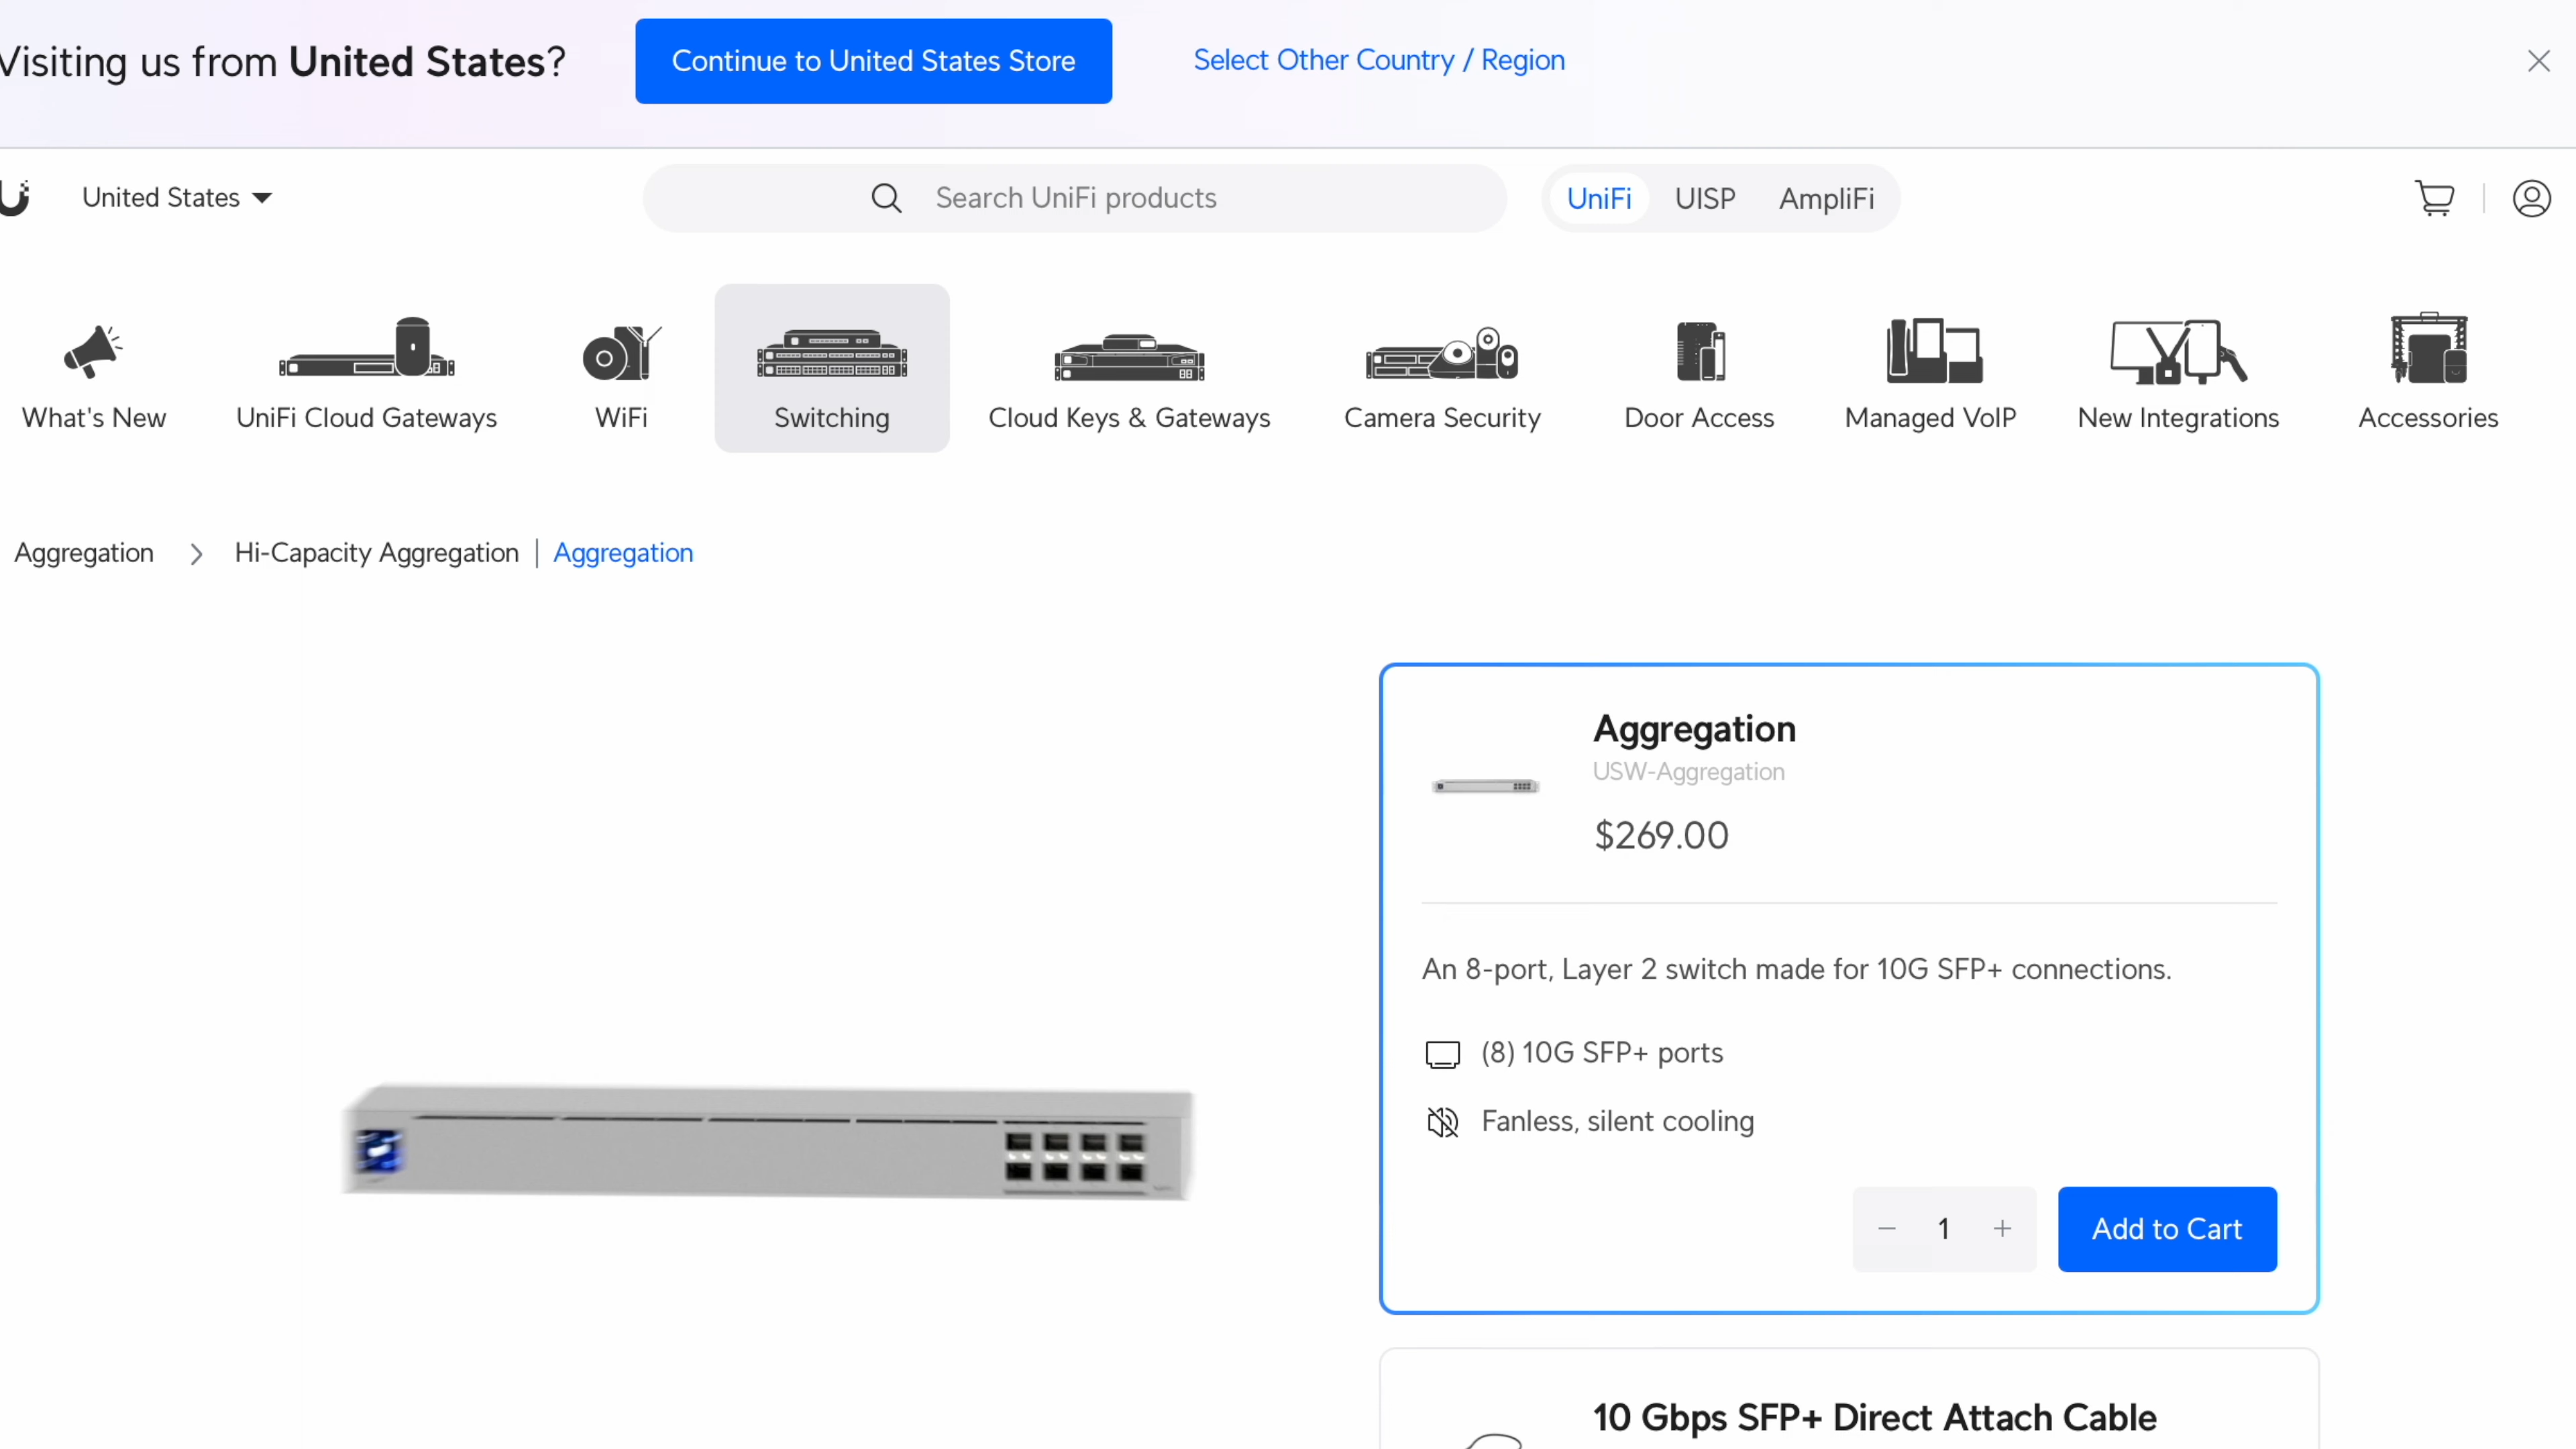 Visiting us from United States?
Continue to United States Store
Select Other Country / Region
United States
Search UniFi products
UniFi
UISP
AmpliFi
What's New
UniFi Cloud Gateways
WiFi
Switching
Cloud Keys & Gateways
Camera Security
Door Access
Managed VoIP
New Integrations
Accessories
Aggregation
Hi-Capacity Aggregation | Aggregation
Aggregation
USW-Aggregation
$269.00
An 8-port, Layer 2 switch made for 10G SFP+ connections.
(8) 10G SFP+ ports
Fanless, silent cooling
1
Add to Cart
10 Gbps SFP+ Direct Attach Cable